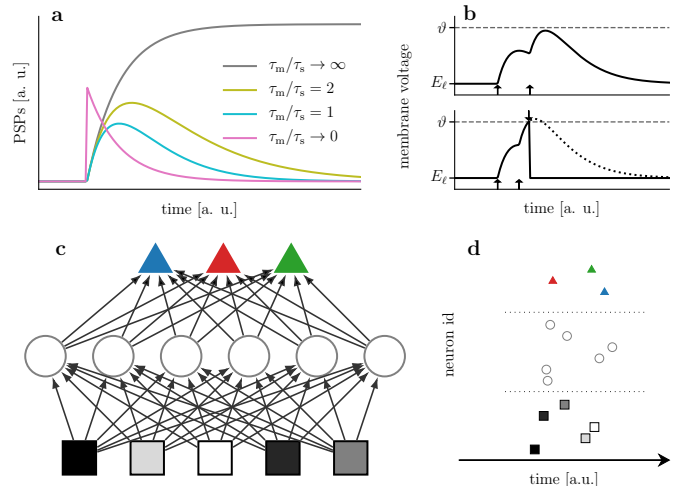 a
PSPs [a. u.]
τm/τs → ∞
τm/τs = 2
τm/τs = 1
τm/τs → 0
time [a. u.]
b
membrane voltage
ϑ
Eℓ
ϑ
Eℓ
time [a. u.]
c
d
neuron id
time [a.u.]